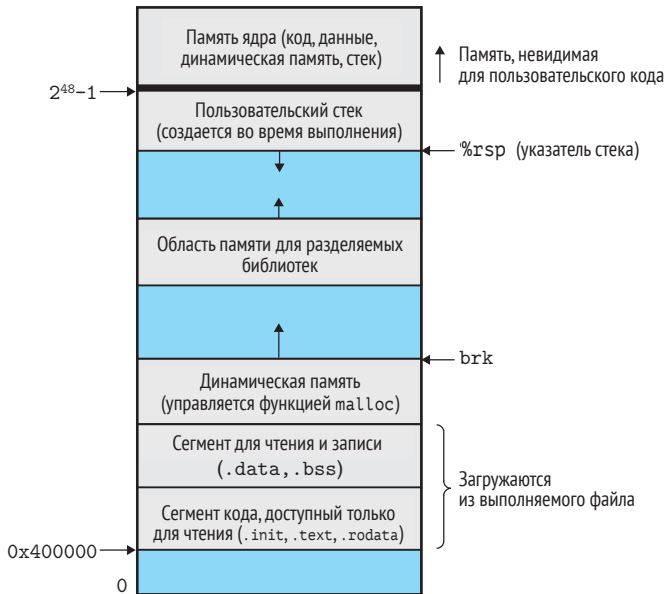 Память ядра (код, данные,
динамическая память, стек)
Память, невидимая
для пользовательского кода
2⁴⁸–1
Пользовательский стек
(создается во время выполнения)
%rsp (указатель стека)
Область памяти для разделяемых
библиотек
brk
Динамическая память
(управляется функцией malloc)
Сегмент для чтения и записи
(.data,.bss)
Загружаются
из выполняемого файла
Сегмент кода, доступный только
для чтения (.init,.text,.rodata)
0x400000
0